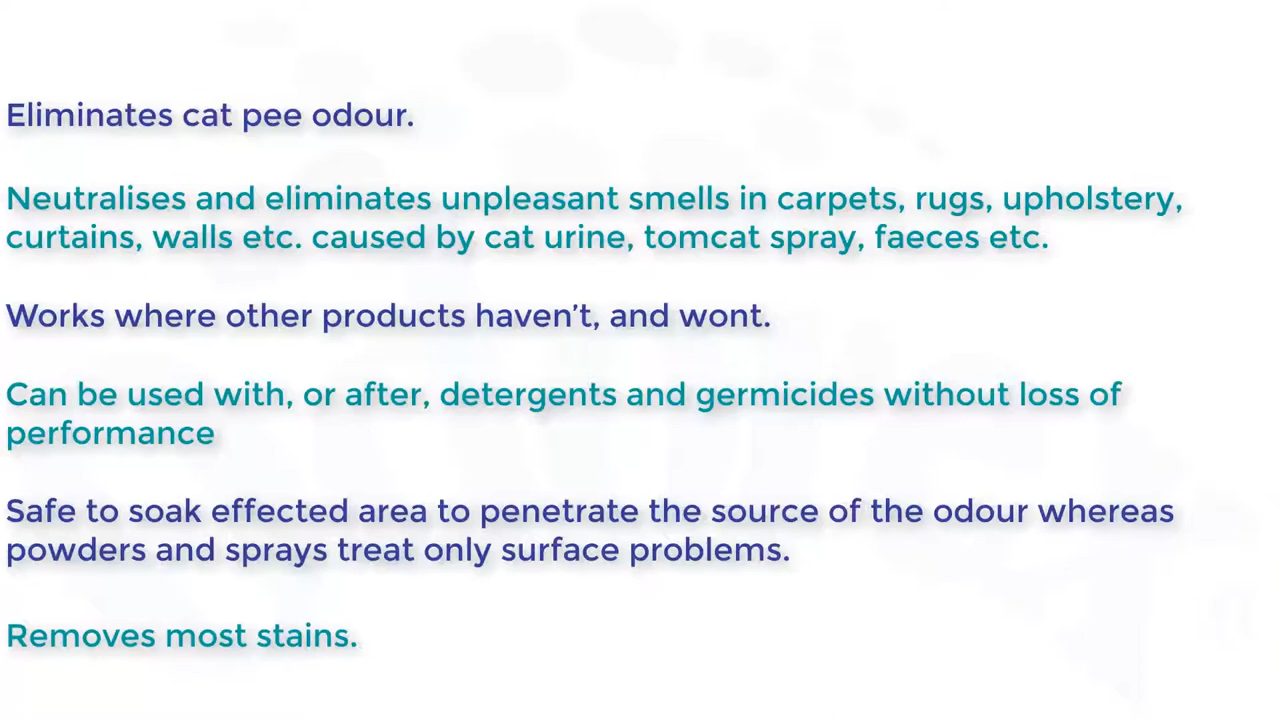 Eliminates cat pee odour.
Neutralises and eliminates unpleasant smells in carpets, rugs, upholstery,
curtains, walls etc. caused by cat urine, tomcat spray, faeces etc.
Works where other products haven’t, and wont.
Can be used with, or after, detergents and germicides without loss of
performance
Safe to soak effected area to penetrate the source of the odour whereas
powders and sprays treat only surface problems.
Removes most stains.